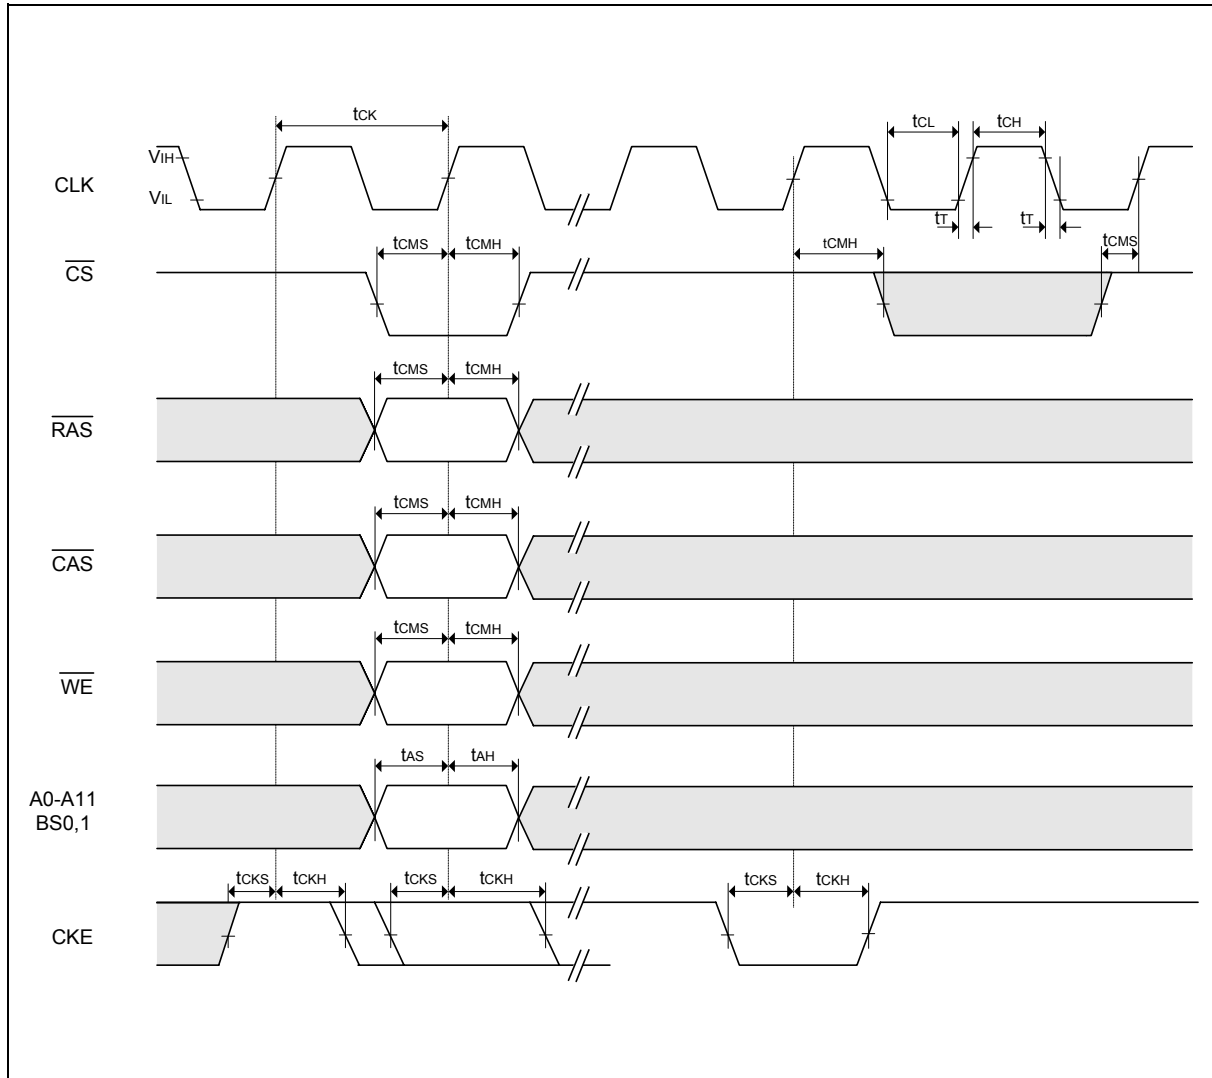 tCK
tCL
tCH
VIH
CLK
VIL
tT
tT
tCMS
tCMH
tCMH
tCMS
CS
tCMS
tCMH
RAS
tCMS
tCMH
CAS
tCMS
tCMH
WE
tAS
tAH
A0-A11
BS0,1
tCKS
tCKH
tCKS
tCKH
tCKS
tCKH
CKE